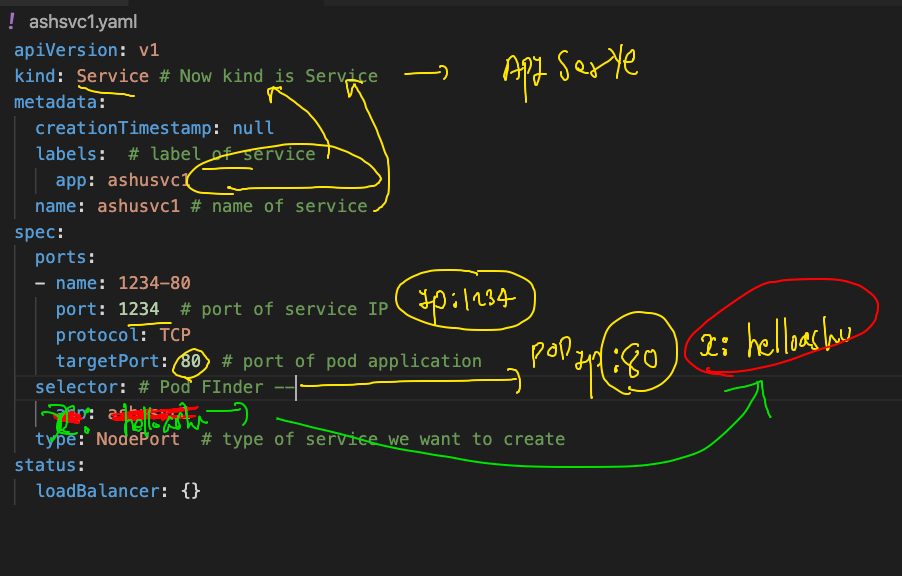 ! ashsvc1.yaml
apiVersion: v1
kind: Service # Now kind is Service
metadata:
creationTimestamp: null
labels: # label of service
app: ashusvc1
name: ashusvc1 # name of service
spec:
ports:
- name: 1234-80
port: 1234 # port of service IP
ip:1234
protocol: TCP
targetPort: 80 # port of pod application
POD ip :80
x: helloashu
selector: # Pod FInder --
x: helloashu
type: NodePort # type of service we want to create
status:
loadBalancer: {}